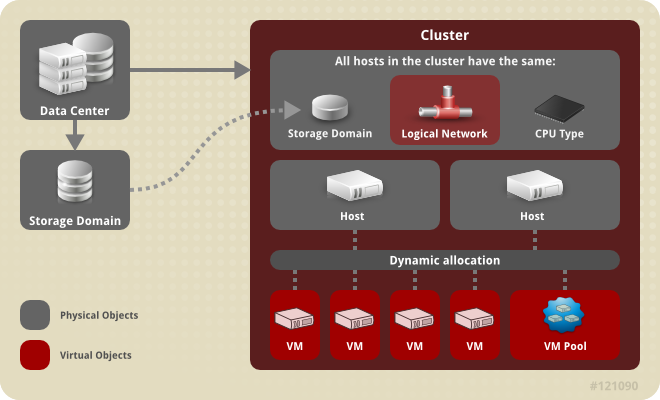 Cluster
All hosts in the cluster have the same:
Data Center
Storage Domain
Logical Network
CPU Type
Storage Domain
Host
Host
Dynamic allocation
VM
VM
VM
VM
VM Pool
Physical Objects
Virtual Objects
#121090